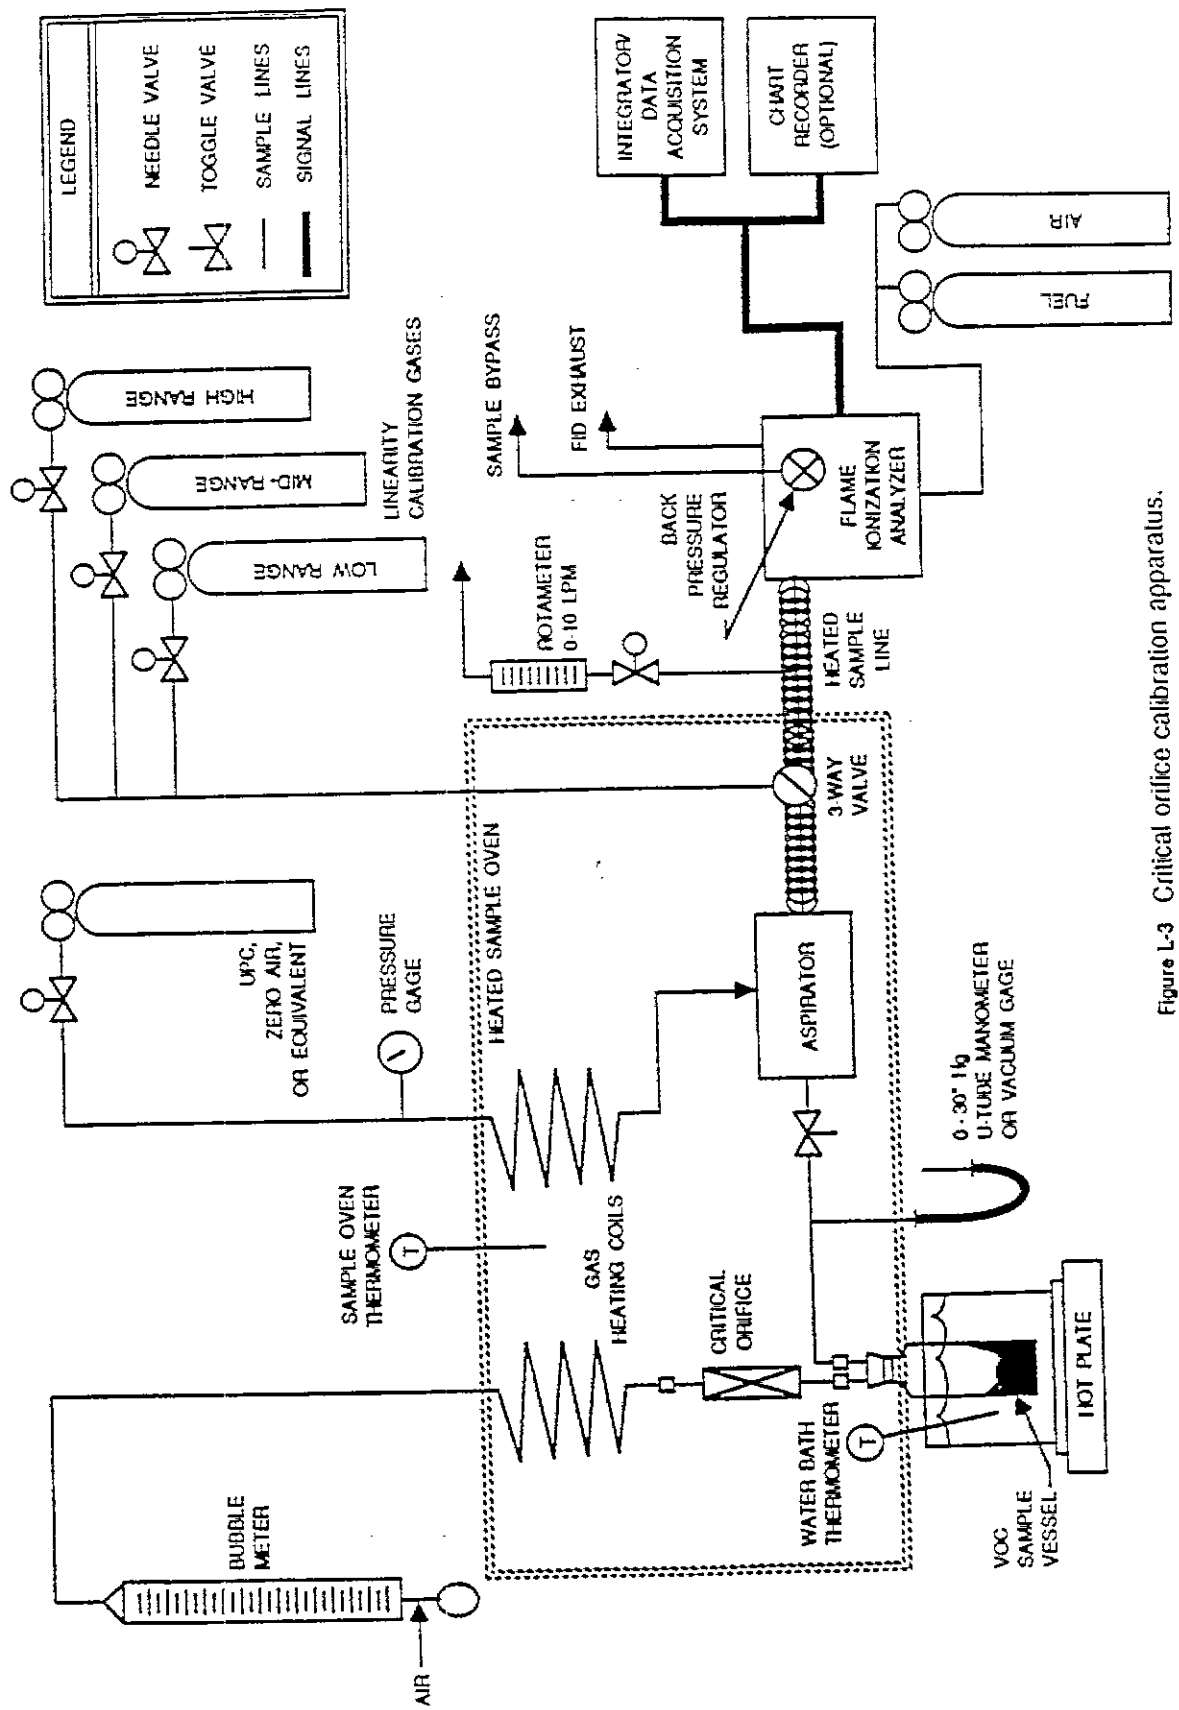 BUBBLE
METER
AIR
SAMPLE OVEN
THERMOMETER
T
UPC,
ZERO AIR,
OR EQUIVALENT
PRESSURE
GAGE
HIGH RANGE
MID-RANGE
LOW RANGE
LINEARITY
CALIBRATION GASES
LEGEND
NEEDLE VALVE
TOGGLE VALVE
SAMPLE LINES
SIGNAL LINES
HEATED SAMPLE OVEN
GAS
HEATING COILS
CRITICAL
ORIFICE
WATER BATH
THERMOMETER
T
VOC
SAMPLE
VESSEL
HOT PLATE
0-30" Hg
U-TUBE MANOMETER
OR VACUUM GAGE
ASPIRATOR
3-WAY
VALVE
HEATED
SAMPLE
LINE
ROTAMETER
0-10 LPM
SAMPLE BYPASS
FID EXHAUST
BACK
PRESSURE
REGULATOR
FLAME
IONIZATION
ANALYZER
INTEGRATOR/
DATA
ACQUISITION
SYSTEM
CHART
RECORDER
(OPTIONAL)
FUEL
AIR
Figure L-3 Critical orifice calibration apparatus.